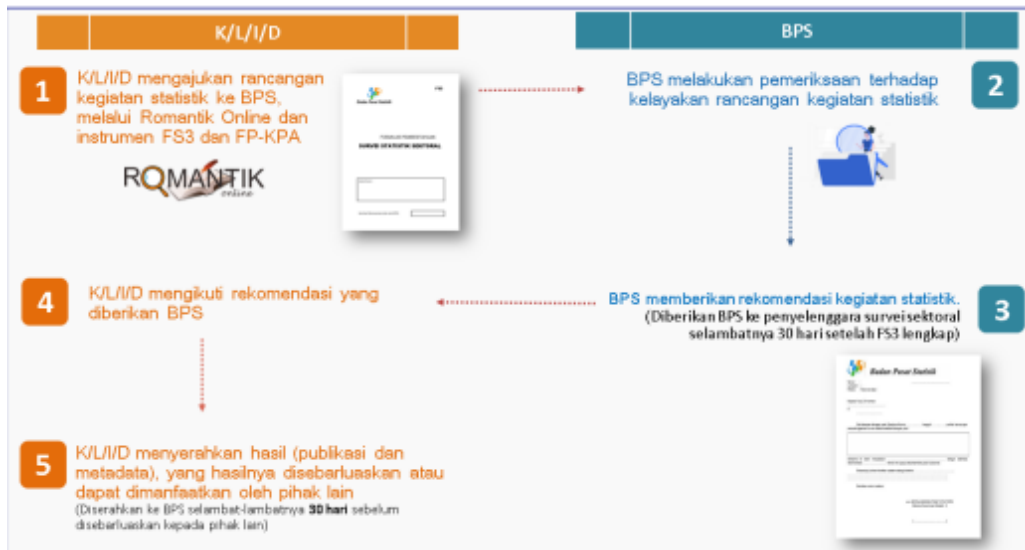 K/L/I/D
BPS
1
K/L/I/D mengajukan rancangan
kegiatan statistik ke BPS,
melalui Romantik Online dan
instrumen FS3 dan FP-KPA
ROMANTIK
online
SURVEI STATISTIK SEKTORAL
BPS melakukan pemeriksaan terhadap
kelayakan rancangan kegiatan statistik
2
4
K/L/I/D mengikuti rekomendasi yang
diberikan BPS
BPS memberikan rekomendasi kegiatan statistik.
(Diberikan BPS ke penyelenggara survei sektoral
selambatnya 30 hari setelah FS3 lengkap)
3
Badan Pusat Statistik
5
K/L/I/D menyerahkan hasil (publikasi dan
metadata), yang hasilnya disebarluaskan atau
dapat dimanfaatkan oleh pihak lain
(Diserahkan ke BPS selambat-lambatnya 30 hari sebelum
disebarluaskan kepada pihak lain)